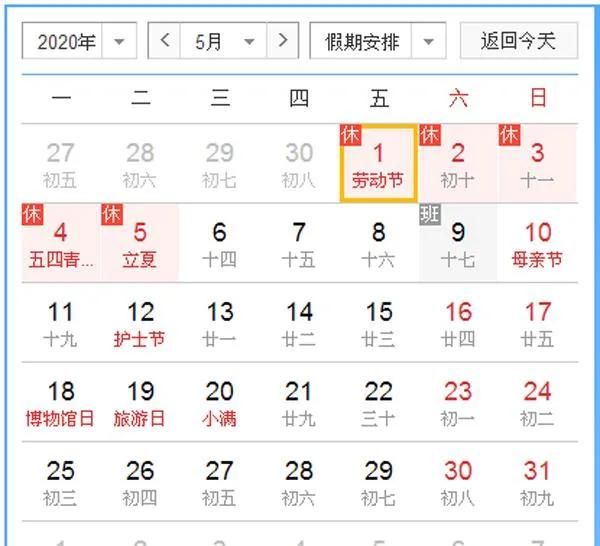 2020年 5月 假期安排 返回今天
一 二 三 四 五 六 日
27 28 29 30 休 1 休 2 休 3
初五 初六 初七 初八 劳动节 初十 十一
休 4 休 5 6 7 8 班 9 10
五四青... 立夏 十四 十五 十六 十七 母亲节
11 12 13 14 15 16 17
十九 护士节 廿一 廿二 廿三 廿四 廿五
18 19 20 21 22 23 24
博物馆日 旅游日 小满 廿九 三十 初一 初二
25 26 27 28 29 30 31
初三 初四 初五 初六 初七 初八 初九